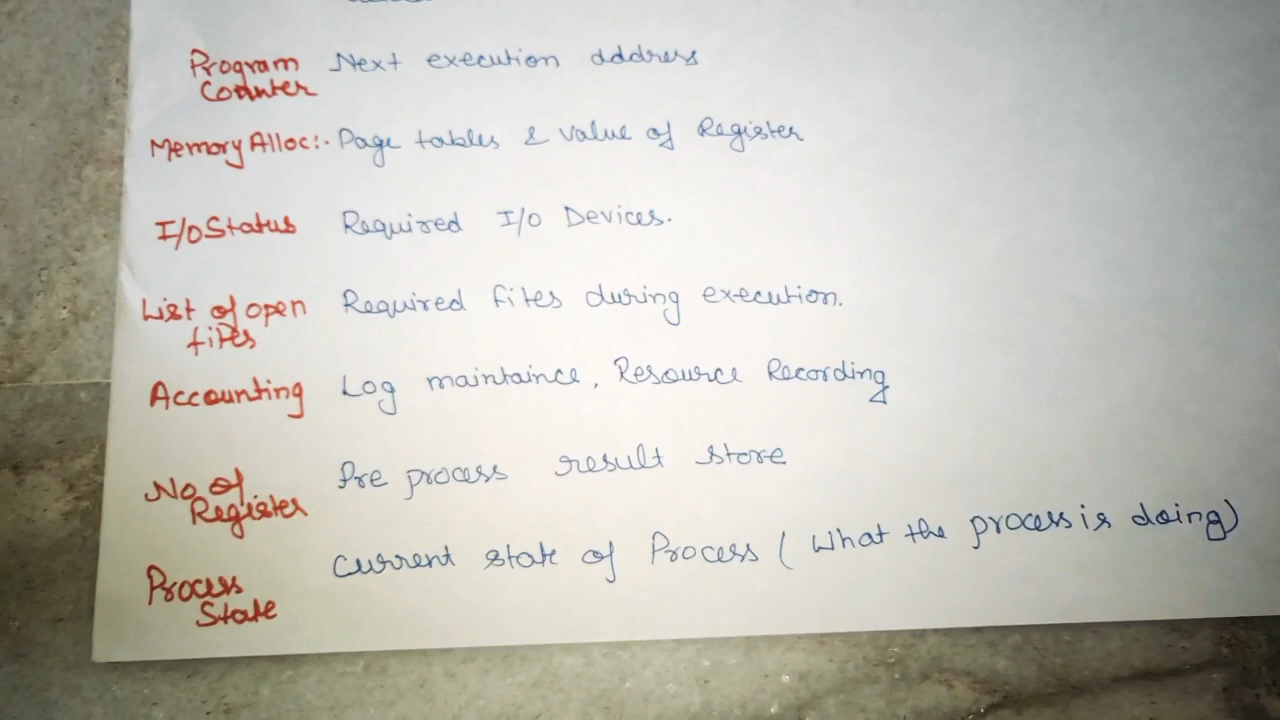 Program Next execution address
Counter
Memory Alloc:- Page tables & value of Register
I/O Status Required I/O Devices.
List of open Required files during execution.
files
Accounting Log maintaince, Resource Recording
No of Pre process result store
Register
Process Current state of Process (What the process is doing)
State